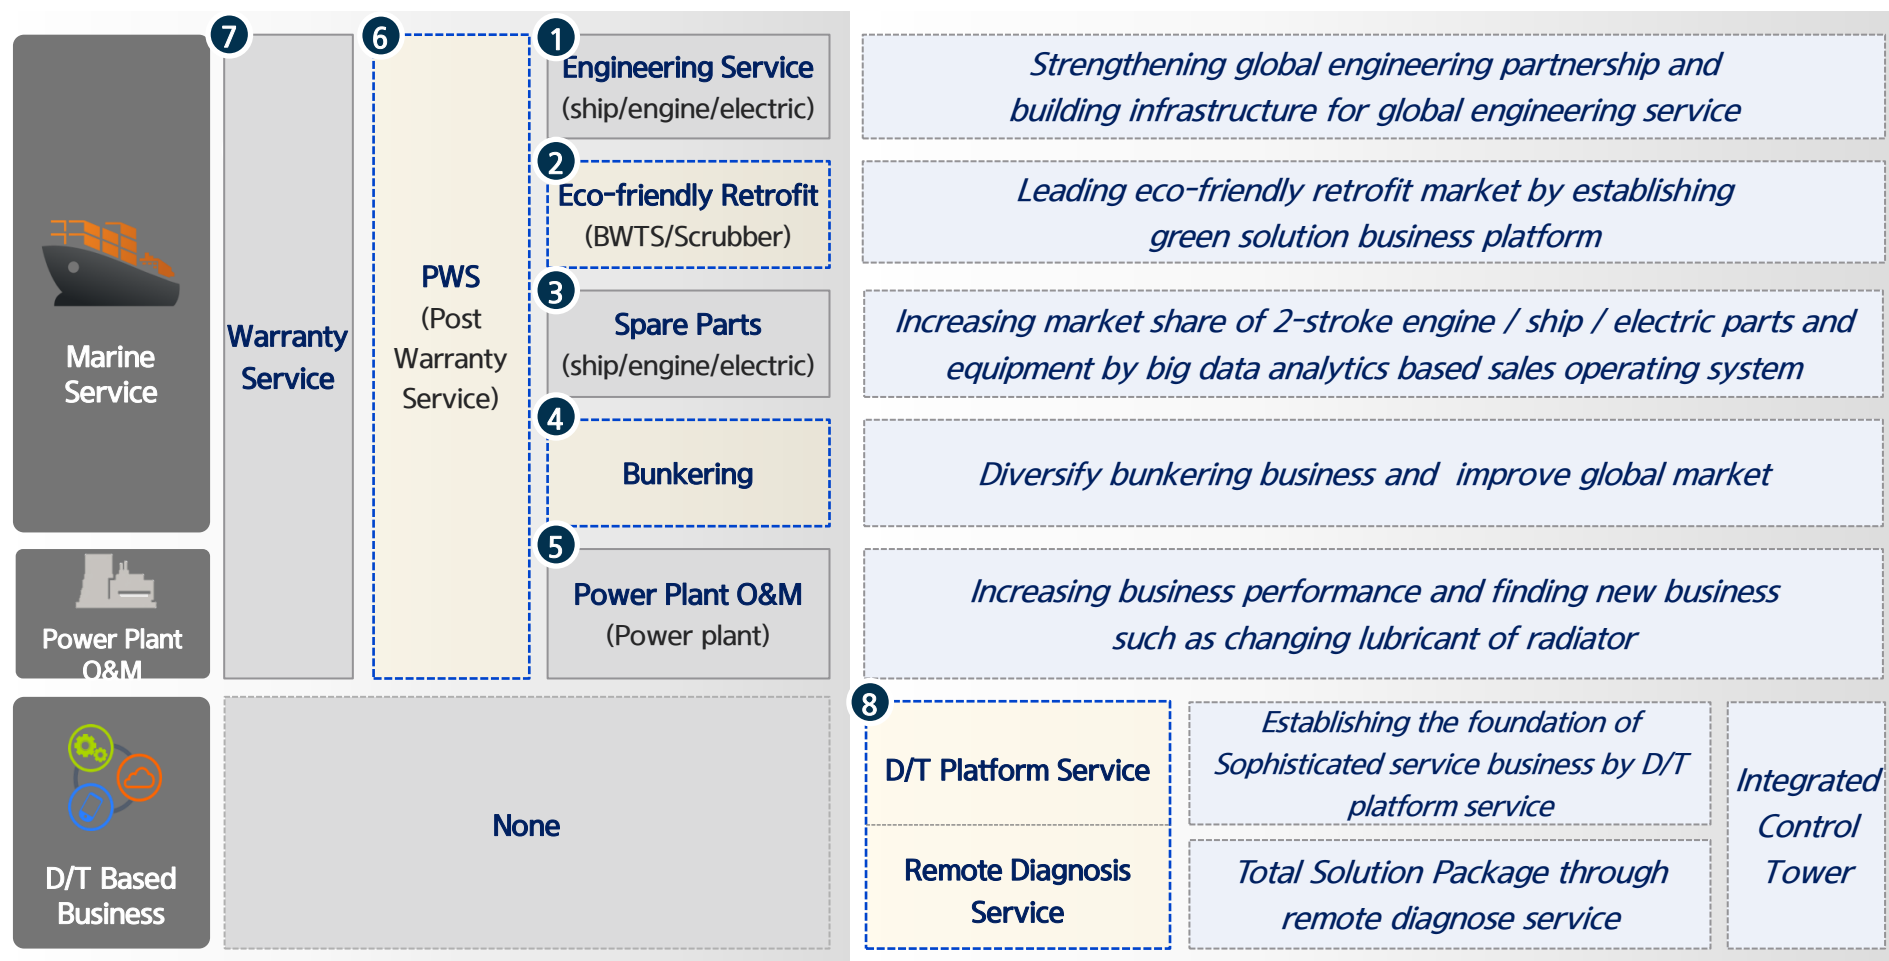 7
6
1
Engineering Service
(ship/engine/electric)
Strengthening global engineering partnership and
building infrastructure for global engineering service
2
Eco-friendly Retrofit
(BWTS/Scrubber)
Leading eco-friendly retrofit market by establishing
green solution business platform
Marine
Service
Warranty
Service
PWS
(Post
Warranty
Service)
3
Spare Parts
(ship/engine/electric)
Increasing market share of 2-stroke engine / ship / electric parts and
equipment by big data analytics based sales operating system
4
Bunkering
Diversify bunkering business and  improve global market
5
Power Plant
O&M
Power Plant O&M
(Power plant)
Increasing business performance and finding new business
such as changing lubricant of radiator
D/T Based
Business
None
8
D/T Platform Service
Establishing the foundation of
Sophisticated service business by D/T
platform service
Remote Diagnosis
Service
Total Solution Package through
remote diagnose service
Integrated
Control
Tower